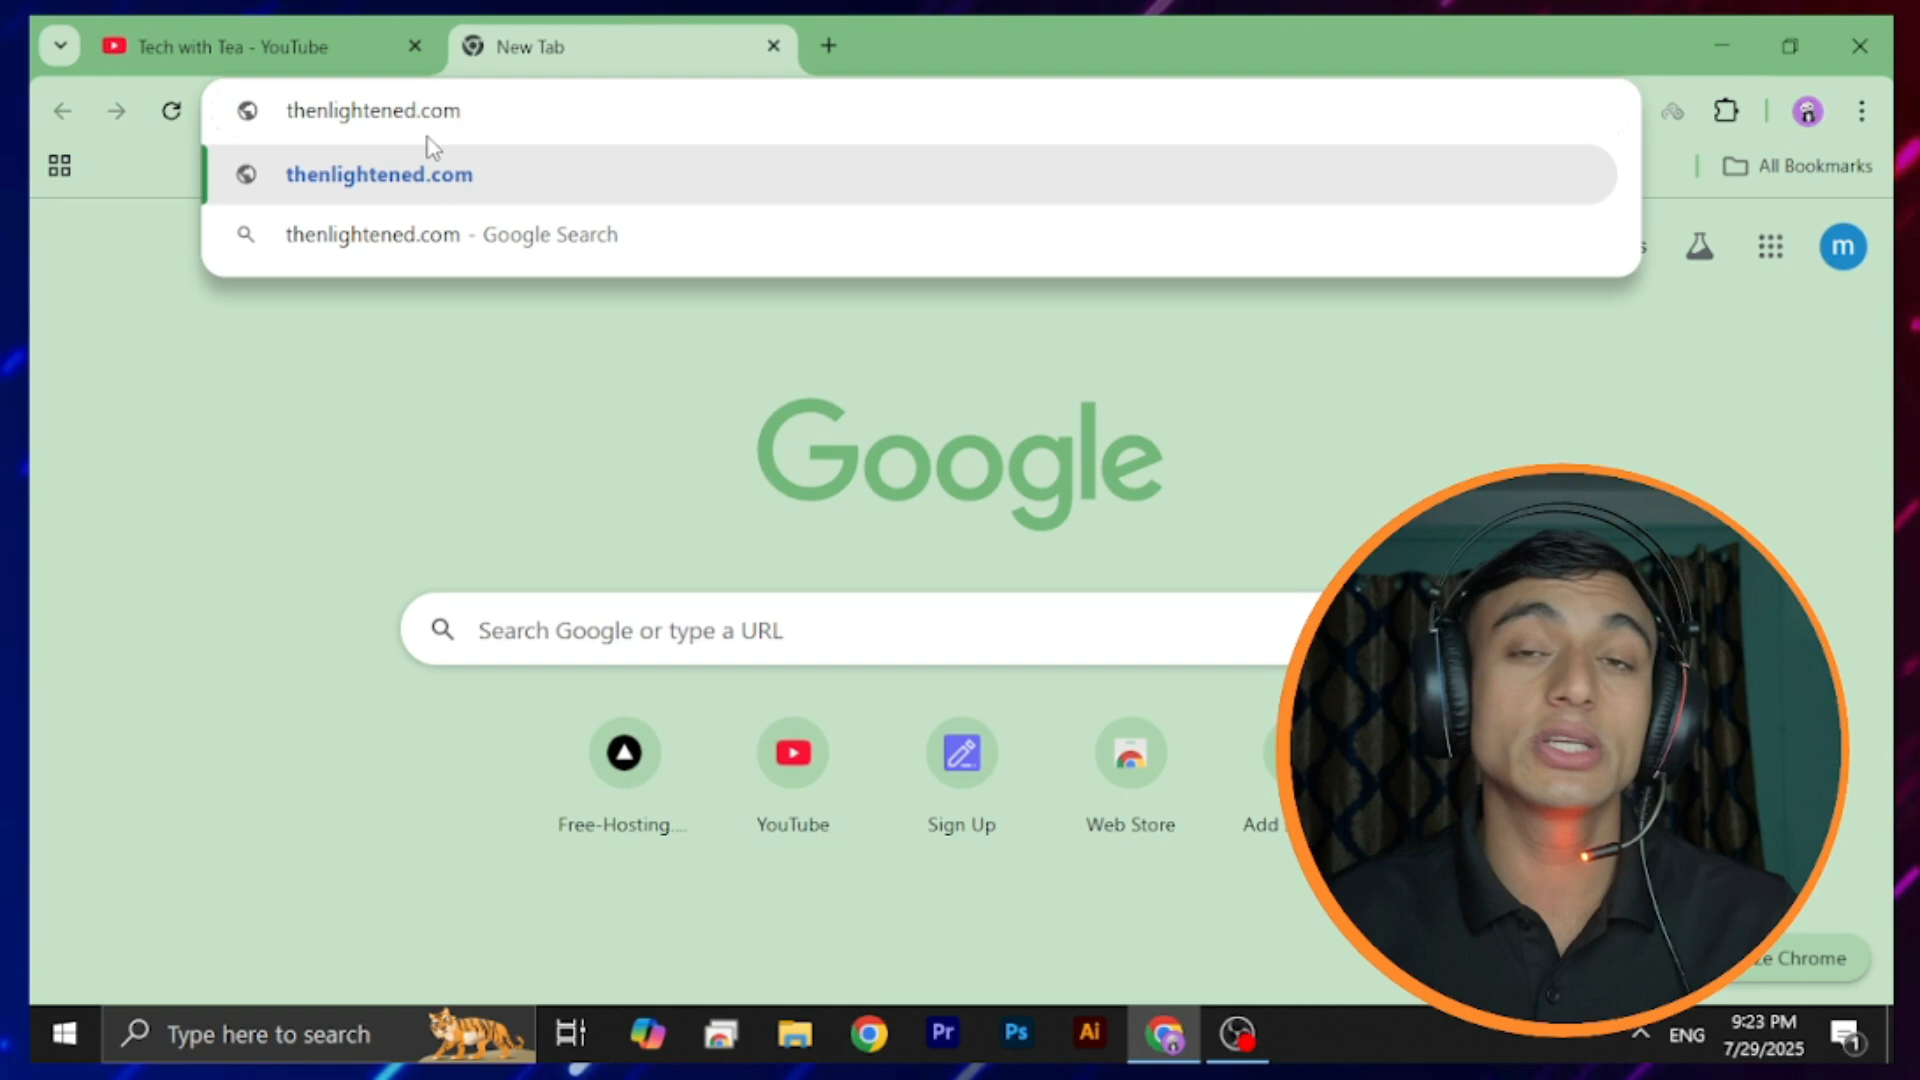 Tech with Tea - YouTube
New Tab
thenlightened.com
All Bookmarks
thenlightened.com
thenlightened.com - Google Search
s
m
Google
Search Google or type a URL
Free-Hosting....
YouTube
Sign Up
Web Store
Add
ze Chrome
Type here to search
Pr
Ps
Ai
ENG
9:23 PM
7/29/2025
1